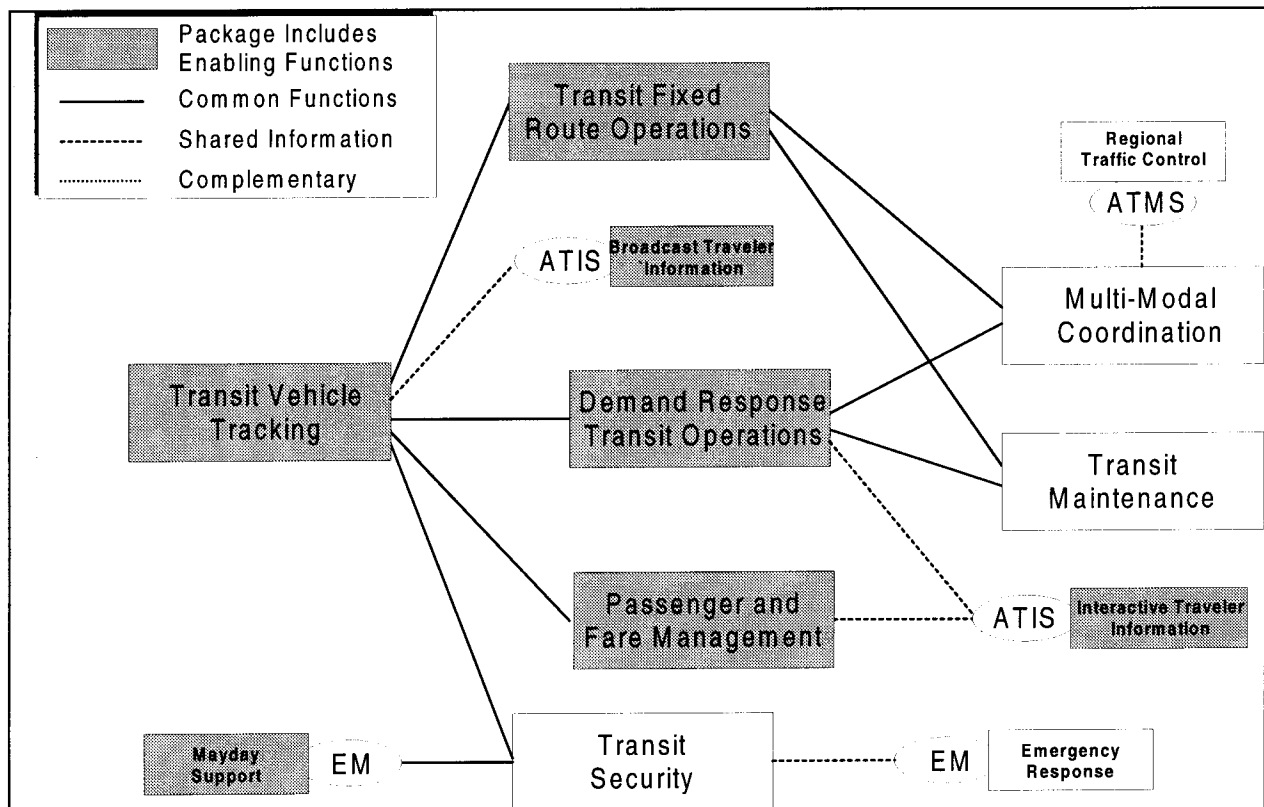 Package Includes
Enabling Functions
Common Functions
Shared Information
Complementary
Transit Fixed
Route Operations
Regional
Traffic Control
ATMS
ATIS
Broadcast Traveler
Information
Multi-Modal
Coordination
Transit Vehicle
Tracking
Demand Response
Transit Operations
Transit
Maintenance
Passenger and
Fare Management
ATIS
Interactive Traveler
Information
Mayday
Support
EM
Transit
Security
EM
Emergency
Response